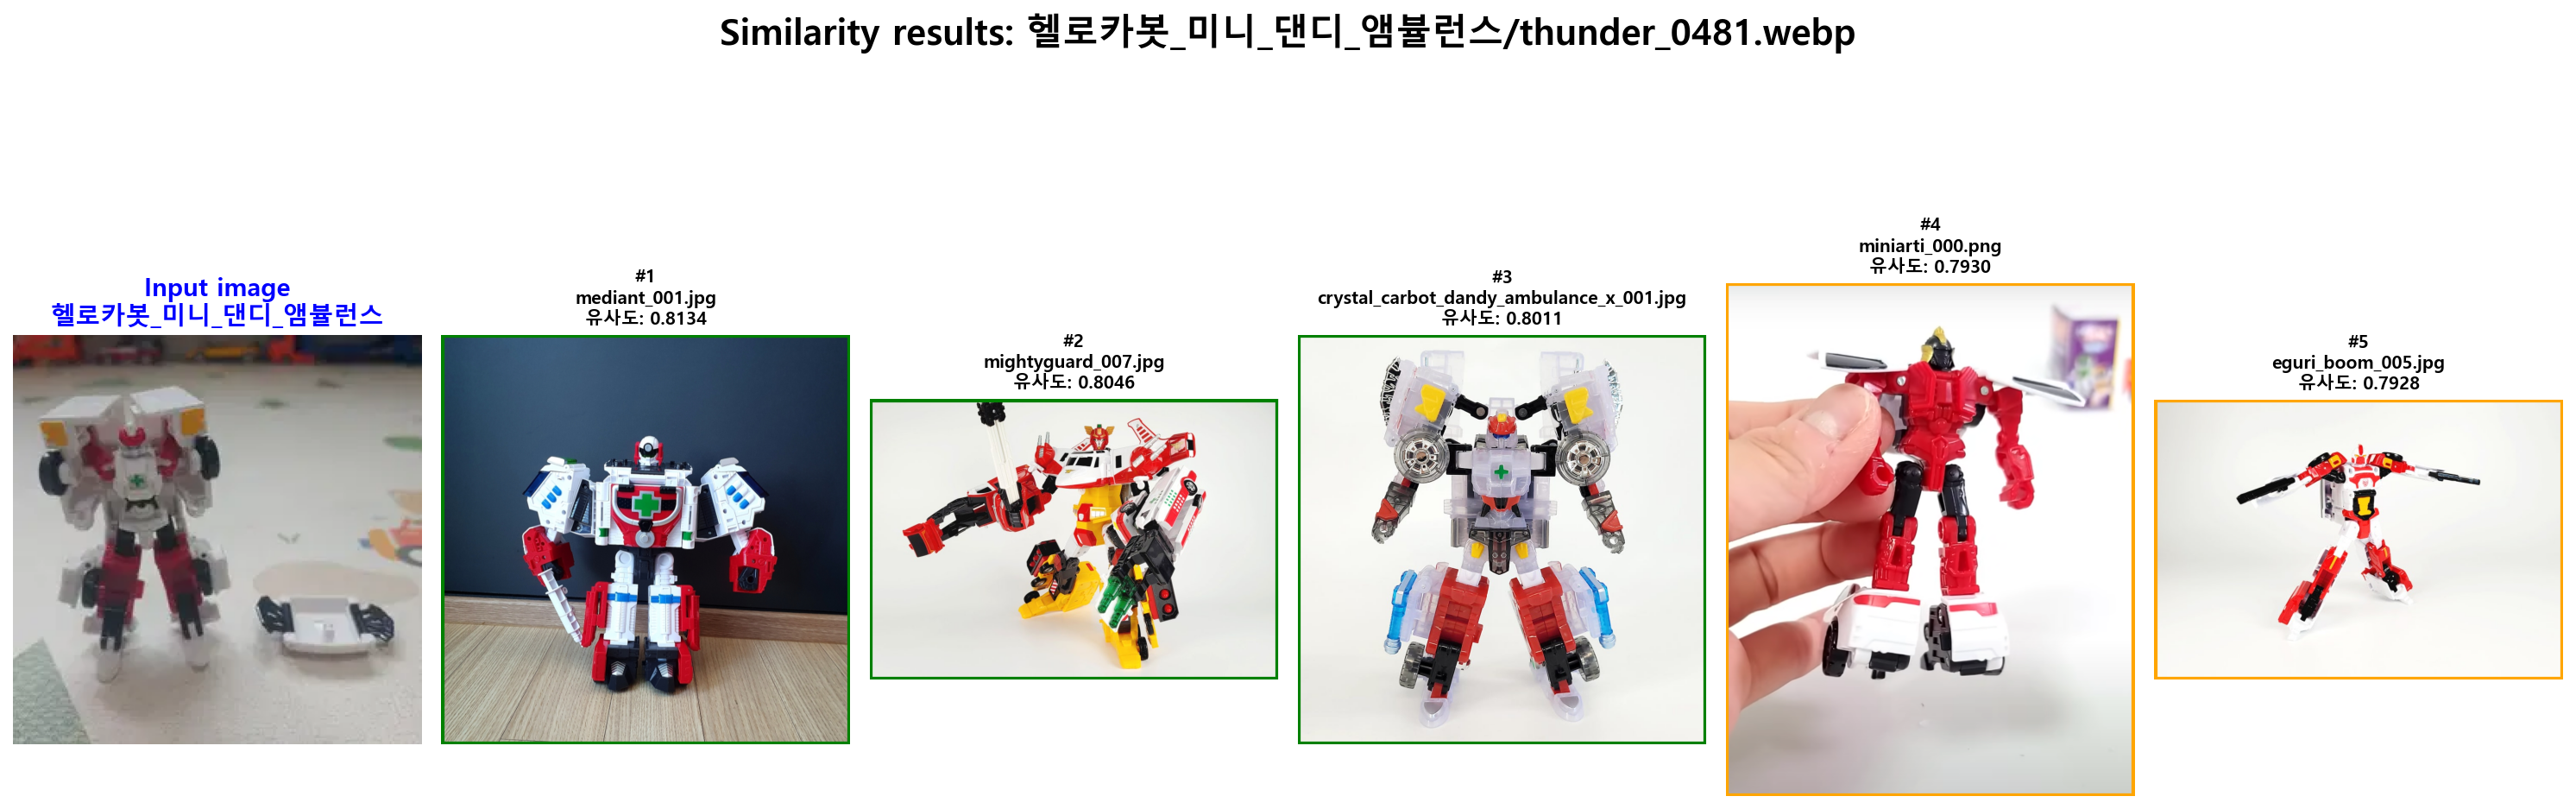 Similarity results: 헬로카봇_미니_댄디_앰뷸런스/thunder_0481.webp
Input image
헬로카봇_미니_댄디_앰뷸런스
#1
mediant_001.jpg
유사도: 0.8134
#2
mightyguard_007.jpg
유사도: 0.8046
#3
crystal_carbot_dandy_ambulance_x_001.jpg
유사도: 0.8011
#4
miniarti_000.png
유사도: 0.7930
#5
eguri_boom_005.jpg
유사도: 0.7928